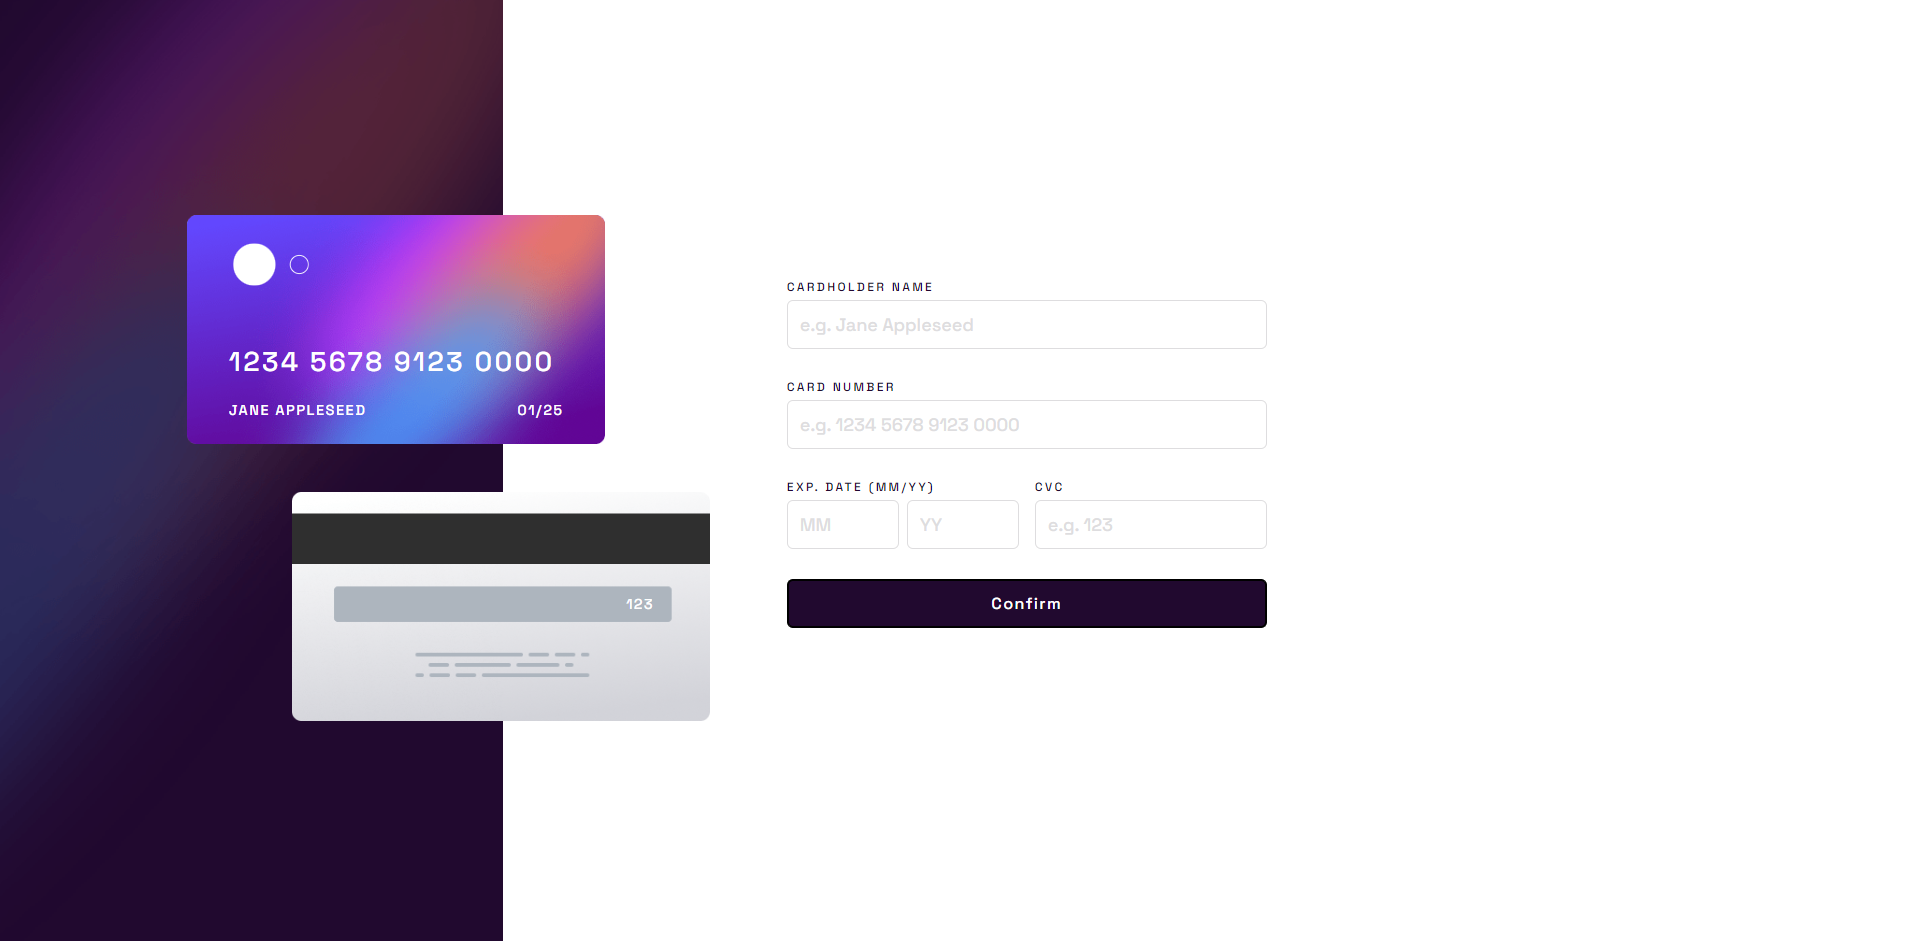 1234 5678 9123 0000
JANE APPLESEED 01/25
123
CARDHOLDER NAME
e.g. Jane Appleseed
CARD NUMBER
e.g. 1234 5678 9123 0000
EXP. DATE (MM/YY) CVC
MM YY e.g. 123
Confirm